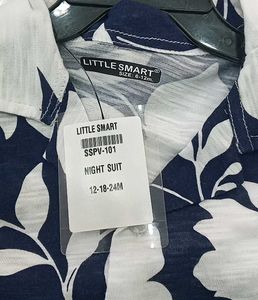 LITTLE SMART®
SIZE: 6-12m
LITTLE SMART
SSPV-101
NIGHT SUIT
12-18-24M